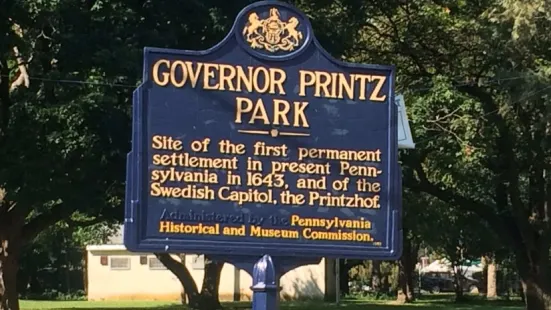 GOVERNOR PRINTZ
PARK
Site of the first permanent
settlement in present Penn-
sylvania in 1643, and of the
Swedish Capitol, the Printzhof.
Administered by the Pennsylvania
Historical and Museum Commission.